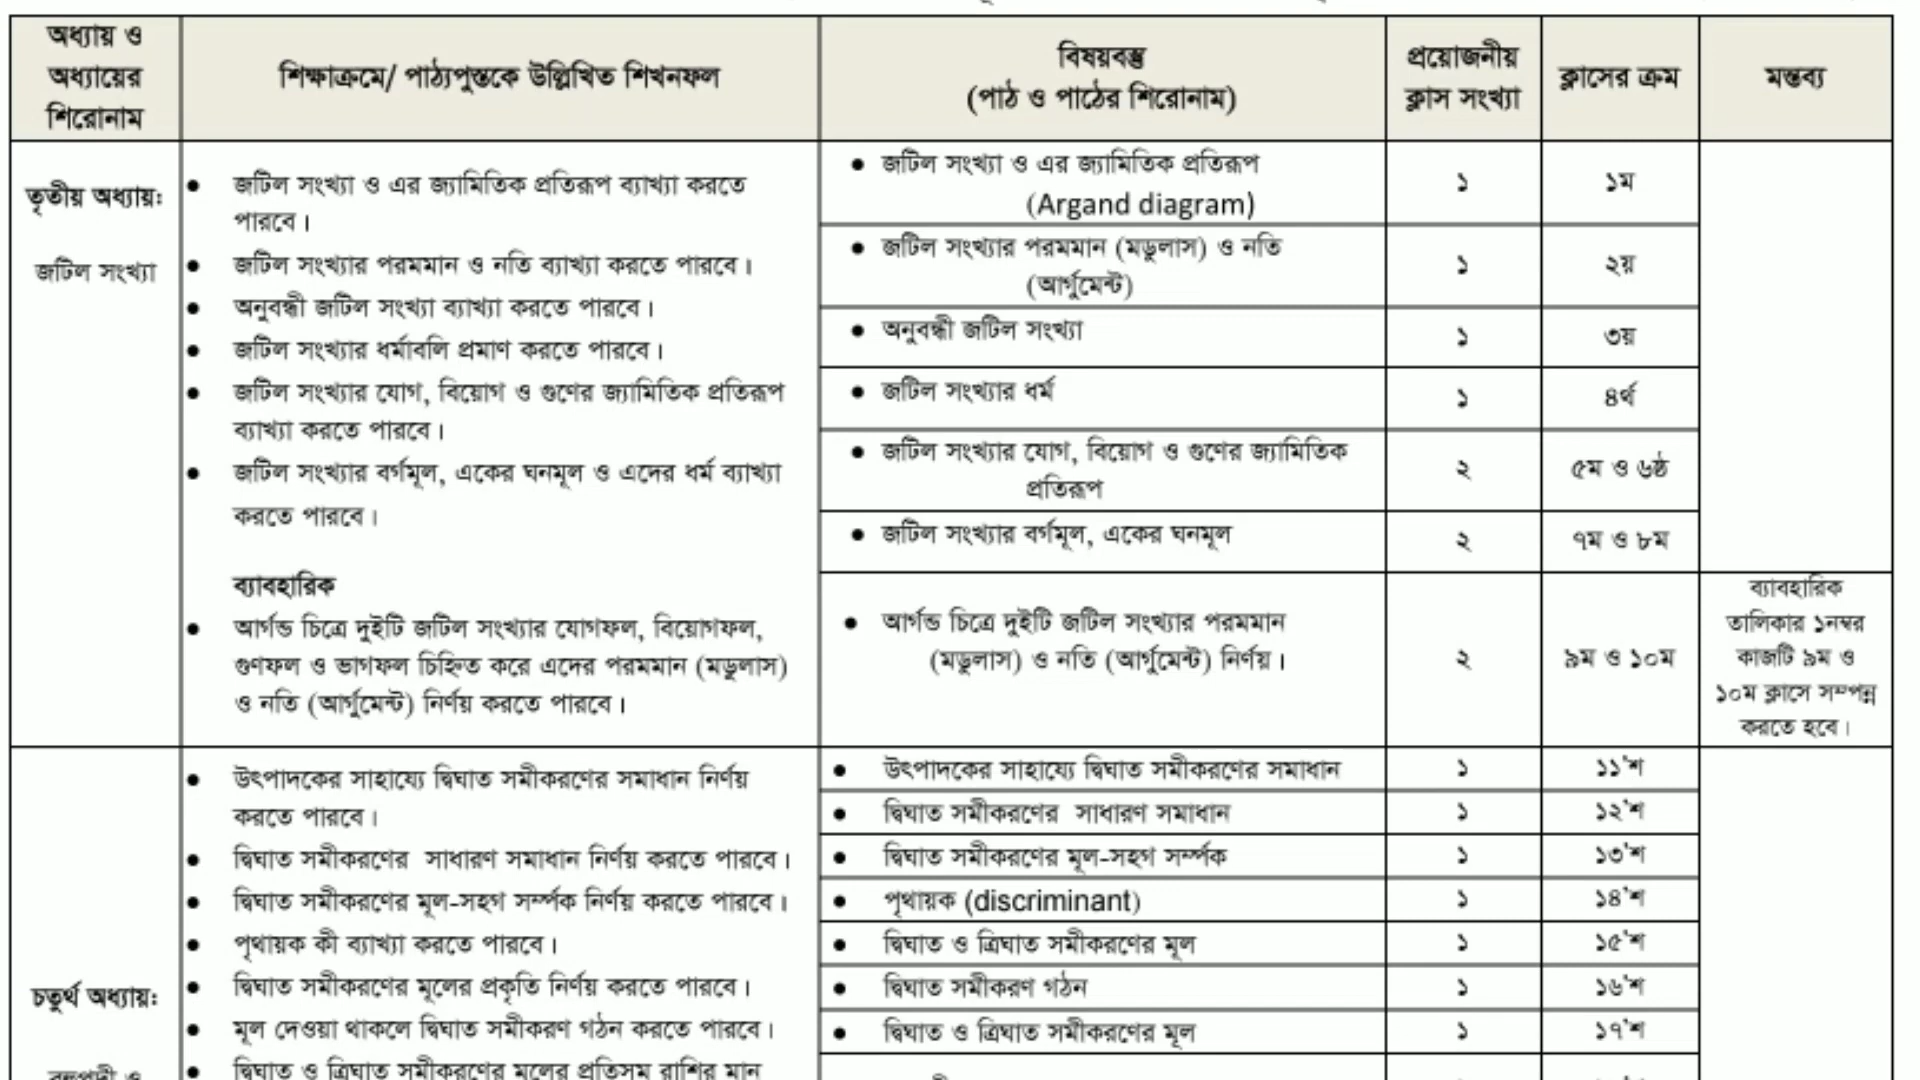 অধ্যায় ও
অধ্যায়ের
শিরোনাম
শিক্ষাক্রমে/ পাঠ্যপুস্তকে উল্লিখিত শিখনফল
বিষয়বস্তু
(পাঠ ও পাঠের শিরোনাম)
প্রয়োজনীয়
ক্লাস সংখ্যা
ক্লাসের ক্রম
মন্তব্য
তৃতীয় অধ্যায়:
জটিল সংখ্যা
● জটিল সংখ্যা ও এর জ্যামিতিক প্রতিরূপ ব্যাখ্যা করতে
পারবে।
● জটিল সংখ্যার পরমমান ও নতি ব্যাখ্যা করতে পারবে।
● অনুবন্ধী জটিল সংখ্যা ব্যাখ্যা করতে পারবে।
● জটিল সংখ্যার ধর্মাবলি প্রমাণ করতে পারবে।
● জটিল সংখ্যার যোগ, বিয়োগ ও গুণের জ্যামিতিক প্রতিরূপ
ব্যাখ্যা করতে পারবে।
● জটিল সংখ্যার বর্গমূল, একের ঘনমূল ও এদের ধর্ম ব্যাখ্যা
করতে পারবে।
ব্যাবহারিক
● আর্গন্ড চিত্রে দুইটি জটিল সংখ্যার যোগফল, বিয়োগফল,
গুণফল ও ভাগফল চিহ্নিত করে এদের পরমমান (মডুলাস)
ও নতি (আর্গুমেন্ট) নির্ণয় করতে পারবে।
● জটিল সংখ্যা ও এর জ্যামিতিক প্রতিরূপ
(Argand diagram)
১
১ম
● জটিল সংখ্যার পরমমান (মডুলাস) ও নতি
(আর্গুমেন্ট)
১
২য়
● অনুবন্ধী জটিল সংখ্যা
১
৩য়
● জটিল সংখ্যার ধর্ম
১
৪র্থ
● জটিল সংখ্যার যোগ, বিয়োগ ও গুণের জ্যামিতিক
প্রতিরূপ
২
৫ম ও ৬ষ্ঠ
● জটিল সংখ্যার বর্গমূল, একের ঘনমূল
২
৭ম ও ৮ম
● আর্গন্ড চিত্রে দুইটি জটিল সংখ্যার পরমমান
(মডুলাস) ও নতি (আর্গুমেন্ট) নির্ণয়।
২
৯ম ও ১০ম
ব্যাবহারিক
তালিকার ১নম্বর
কাজটি ৯ম ও
১০ম ক্লাসে সম্পন্ন
করতে হবে।
চতুর্থ অধ্যায়:
● উৎপাদকের সাহায্যে দ্বিঘাত সমীকরণের সমাধান নির্ণয়
করতে পারবে।
● দ্বিঘাত সমীকরণের সাধারণ সমাধান নির্ণয় করতে পারবে।
● দ্বিঘাত সমীকরণের মূল-সহগ সর্ম্পক নির্ণয় করতে পারবে।
● পৃথায়ক কী ব্যাখ্যা করতে পারবে।
● দ্বিঘাত সমীকরণের মূলের প্রকৃতি নির্ণয় করতে পারবে।
● মূল দেওয়া থাকলে দ্বিঘাত সমীকরণ গঠন করতে পারবে।
● দ্বিঘাত ও ত্রিঘাত সমীকরণের মূলের প্রতিসম রাশির মান
● উৎপাদকের সাহায্যে দ্বিঘাত সমীকরণের সমাধান
১
১১'শ
● দ্বিঘাত সমীকরণের সাধারণ সমাধান
১
১২'শ
● দ্বিঘাত সমীকরণের মূল-সহগ সর্ম্পক
১
১৩'শ
● পৃথায়ক (discriminant)
১
১৪'শ
● দ্বিঘাত ও ত্রিঘাত সমীকরণের মূল
১
১৫'শ
● দ্বিঘাত সমীকরণ গঠন
১
১৬'শ
● দ্বিঘাত ও ত্রিঘাত সমীকরণের মূল
১
১৭'শ